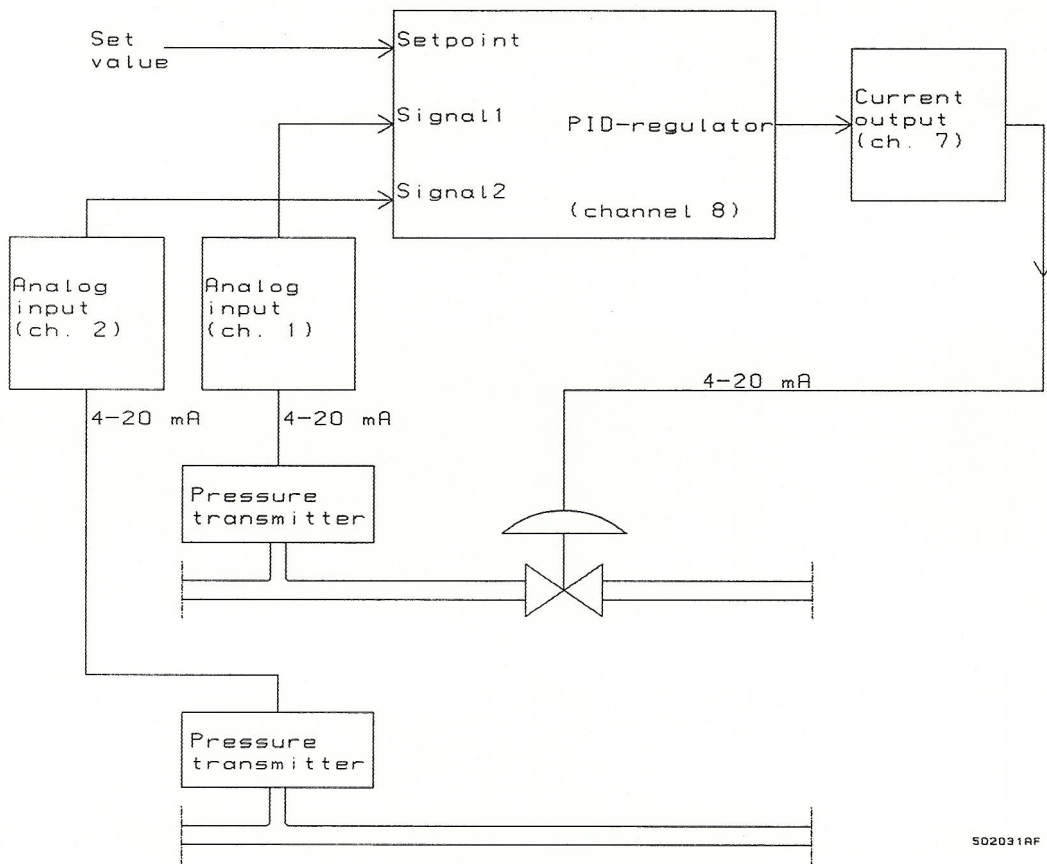 Set
value
Setpoint
Signal1
Signal2
PID-regulator
(channel 8)
Current
output
(ch. 7)
Analog
input
(ch. 2)
Analog
input
(ch. 1)
4-20 mA
4-20 mA
4-20 mA
Pressure
transmitter
Pressure
transmitter
502031AF